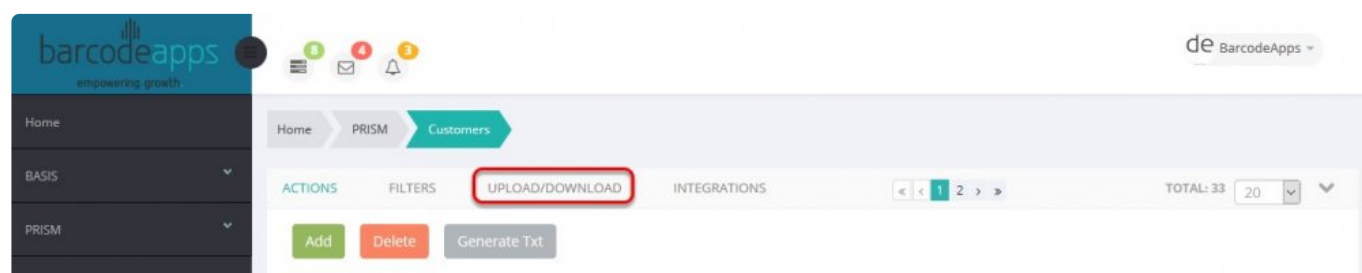 barcodeapps
empowering growth
8 4 3
de BarcodeApps
Home
BASIS
PRISM
Home PRISM Customers
ACTIONS FILTERS UPLOAD/DOWNLOAD INTEGRATIONS « ‹ 1 2 › » TOTAL: 33 20
Add Delete Generate Txt